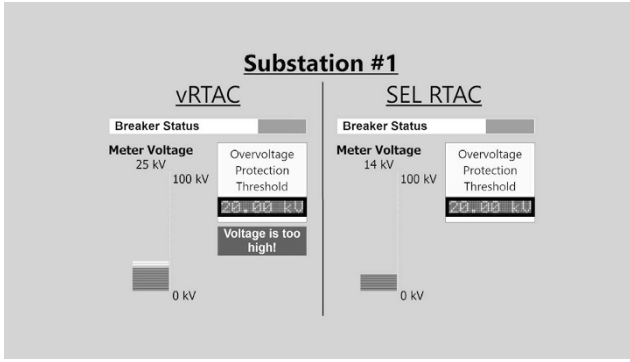 Substation #1
vRTAC
Breaker Status
Meter Voltage
25 kV
100 kV
0 kV
Overvoltage
Protection
Threshold
20.00 kV
Voltage is too
high!
SEL RTAC
Breaker Status
Meter Voltage
14 kV
100 kV
0 kV
Overvoltage
Protection
Threshold
20.00 kV